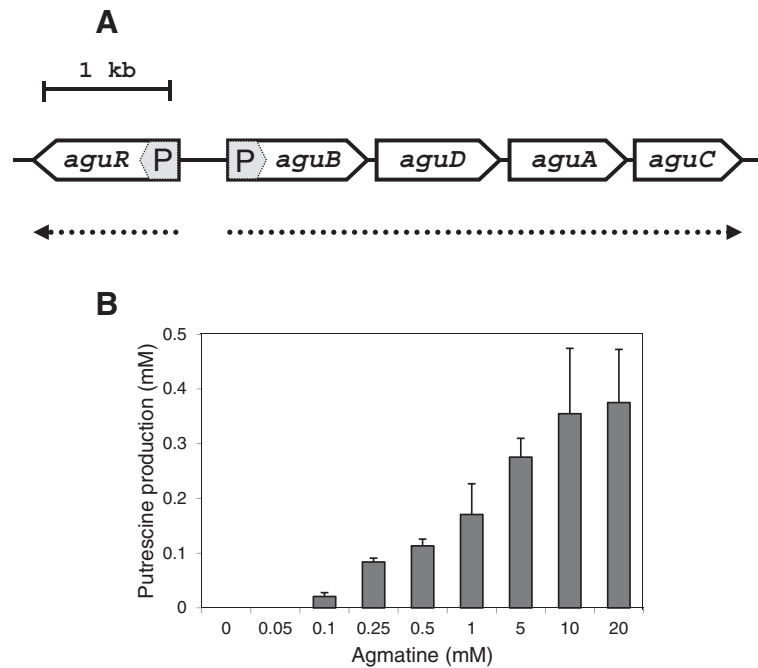 A
1 kb
aguR P P aguB aguD aguA aguC
B
Putrescine production (mM)
0.5
0.4
0.3
0.2
0.1
0
0 0.05 0.1 0.25 0.5 1 5 10 20
Agmatine (mM)